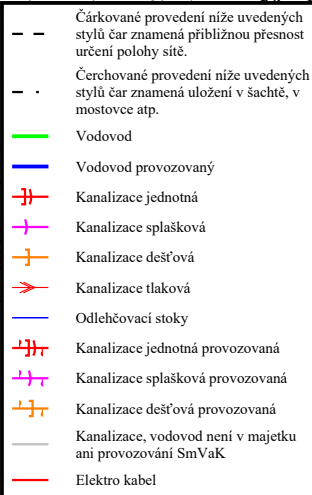 Čárkované provedení níže uvedených
stylů čar znamená přibližnou přesnost
určení polohy sítě.
Čerchované provedení níže uvedených
stylů čar znamená uložení v šachtě, v
mostovce atp.
Vodovod
Vodovod provozovaný
Kanalizace jednotná
Kanalizace splašková
Kanalizace dešťová
Kanalizace tlaková
Odlehčovací stoky
Kanalizace jednotná provozovaná
Kanalizace splašková provozovaná
Kanalizace dešťová provozovaná
Kanalizace, vodovod není v majetku
ani provozování SmVaK
Elektro kabel